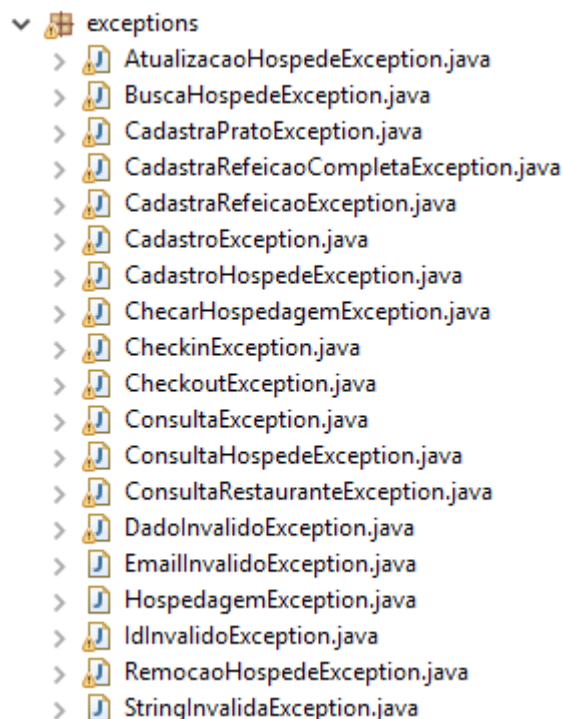 exceptions
AtualizacaoHospedeException.java
BuscaHospedeException.java
CadastraPratoException.java
CadastraRefeicaoCompletaException.java
CadastraRefeicaoException.java
CadastroException.java
CadastroHospedeException.java
ChecarHospedagemException.java
CheckinException.java
CheckoutException.java
ConsultaException.java
ConsultaHospedeException.java
ConsultaRestauranteException.java
DadoInvalidoException.java
EmailInvalidoException.java
HospedagemException.java
IdInvalidoException.java
RemocaoHospedeException.java
StringInvalidaException.java